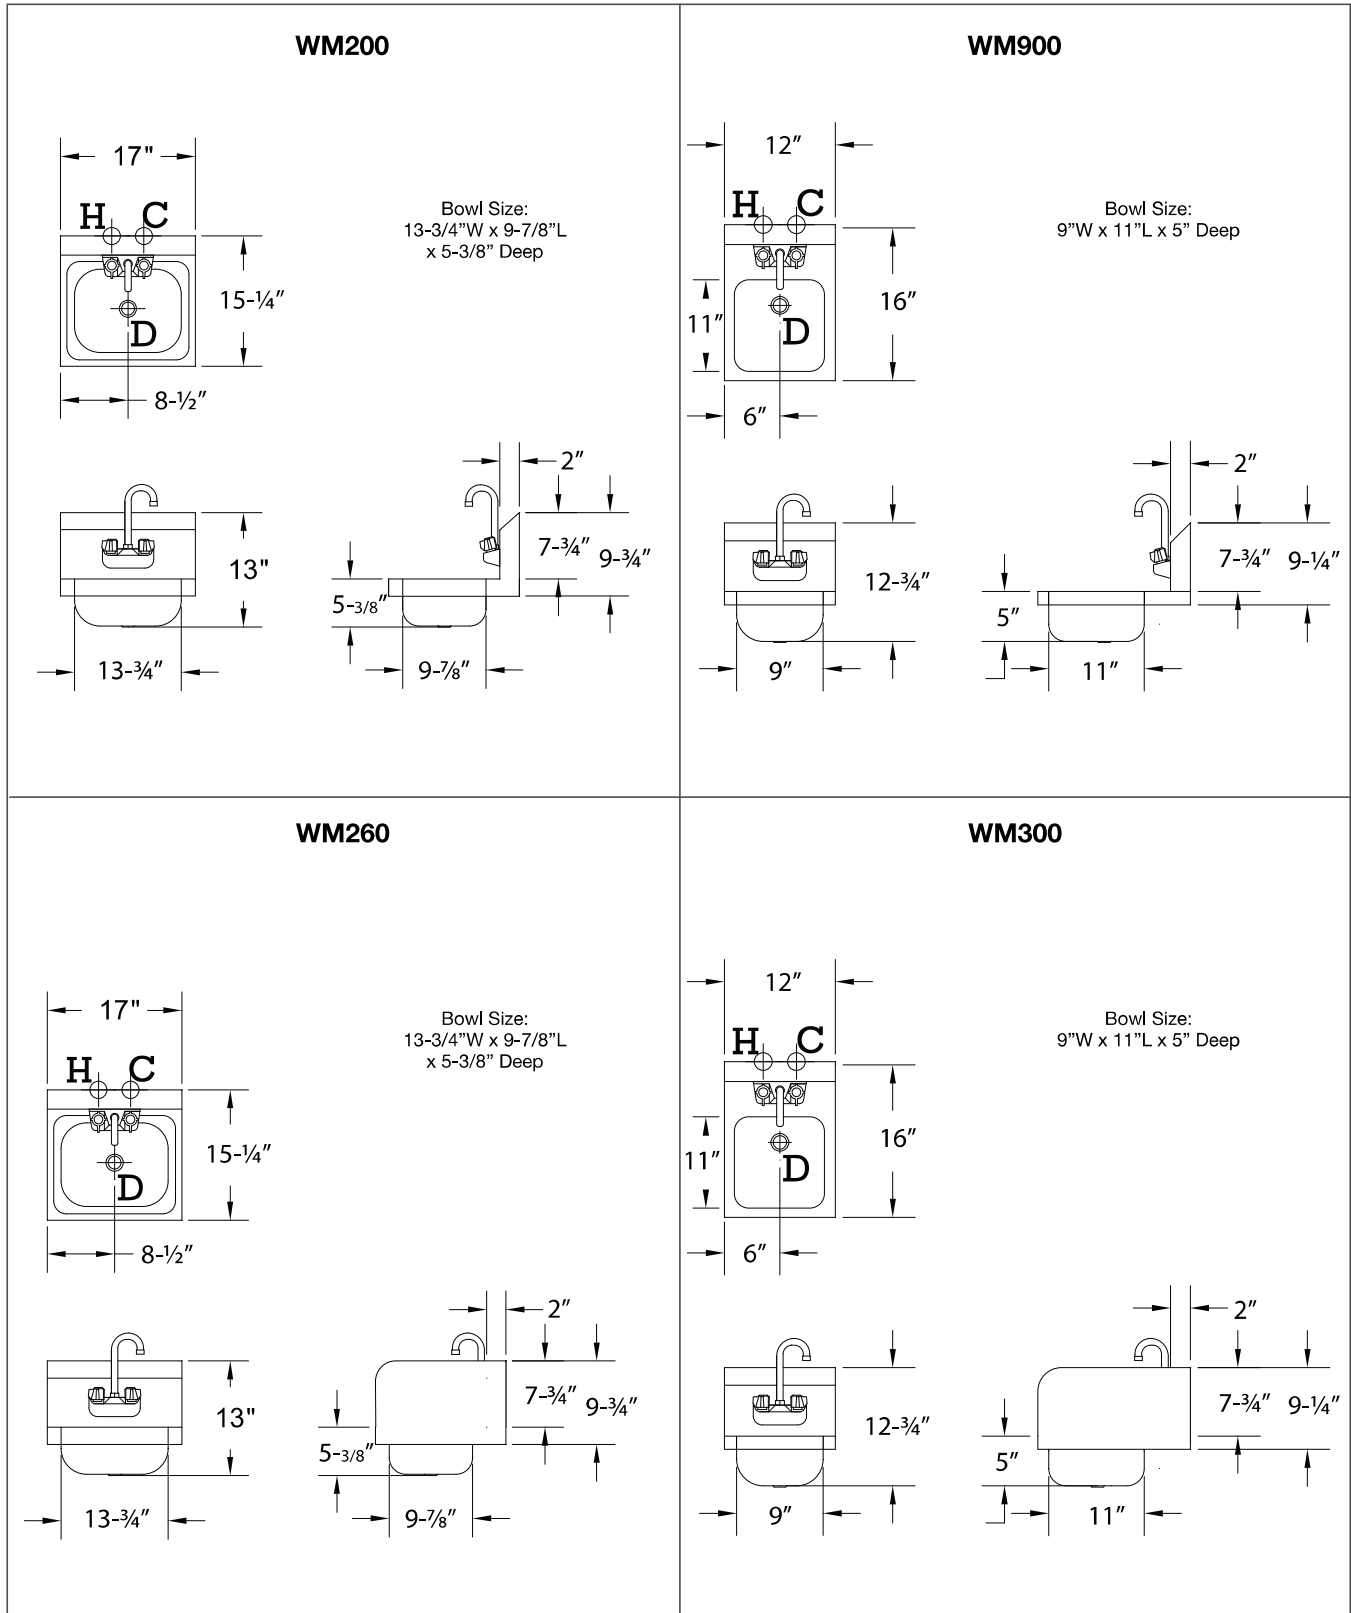 WM200
17"
H C
Bowl Size:
13-3/4”W x 9-7/8”L
x 5-3/8” Deep
15-¼”
D
8-½”
2”
7-¾”
9-¾”
13"
5-3/8”
13-¾”
9-⅞”
WM900
12”
H C
Bowl Size:
9”W x 11”L x 5” Deep
16”
11”
D
6”
2”
7-¾”
9-¼”
12-¾”
5”
9”
11”
WM260
17"
H C
Bowl Size:
13-3/4”W x 9-7/8”L
x 5-3/8” Deep
15-¼”
D
8-½”
2”
7-¾”
9-¾”
13"
5-3/8”
13-¾”
9-⅞”
WM300
12”
H C
Bowl Size:
9”W x 11”L x 5” Deep
16”
11”
D
6”
2”
7-¾”
9-¼”
12-¾”
5”
9”
11”